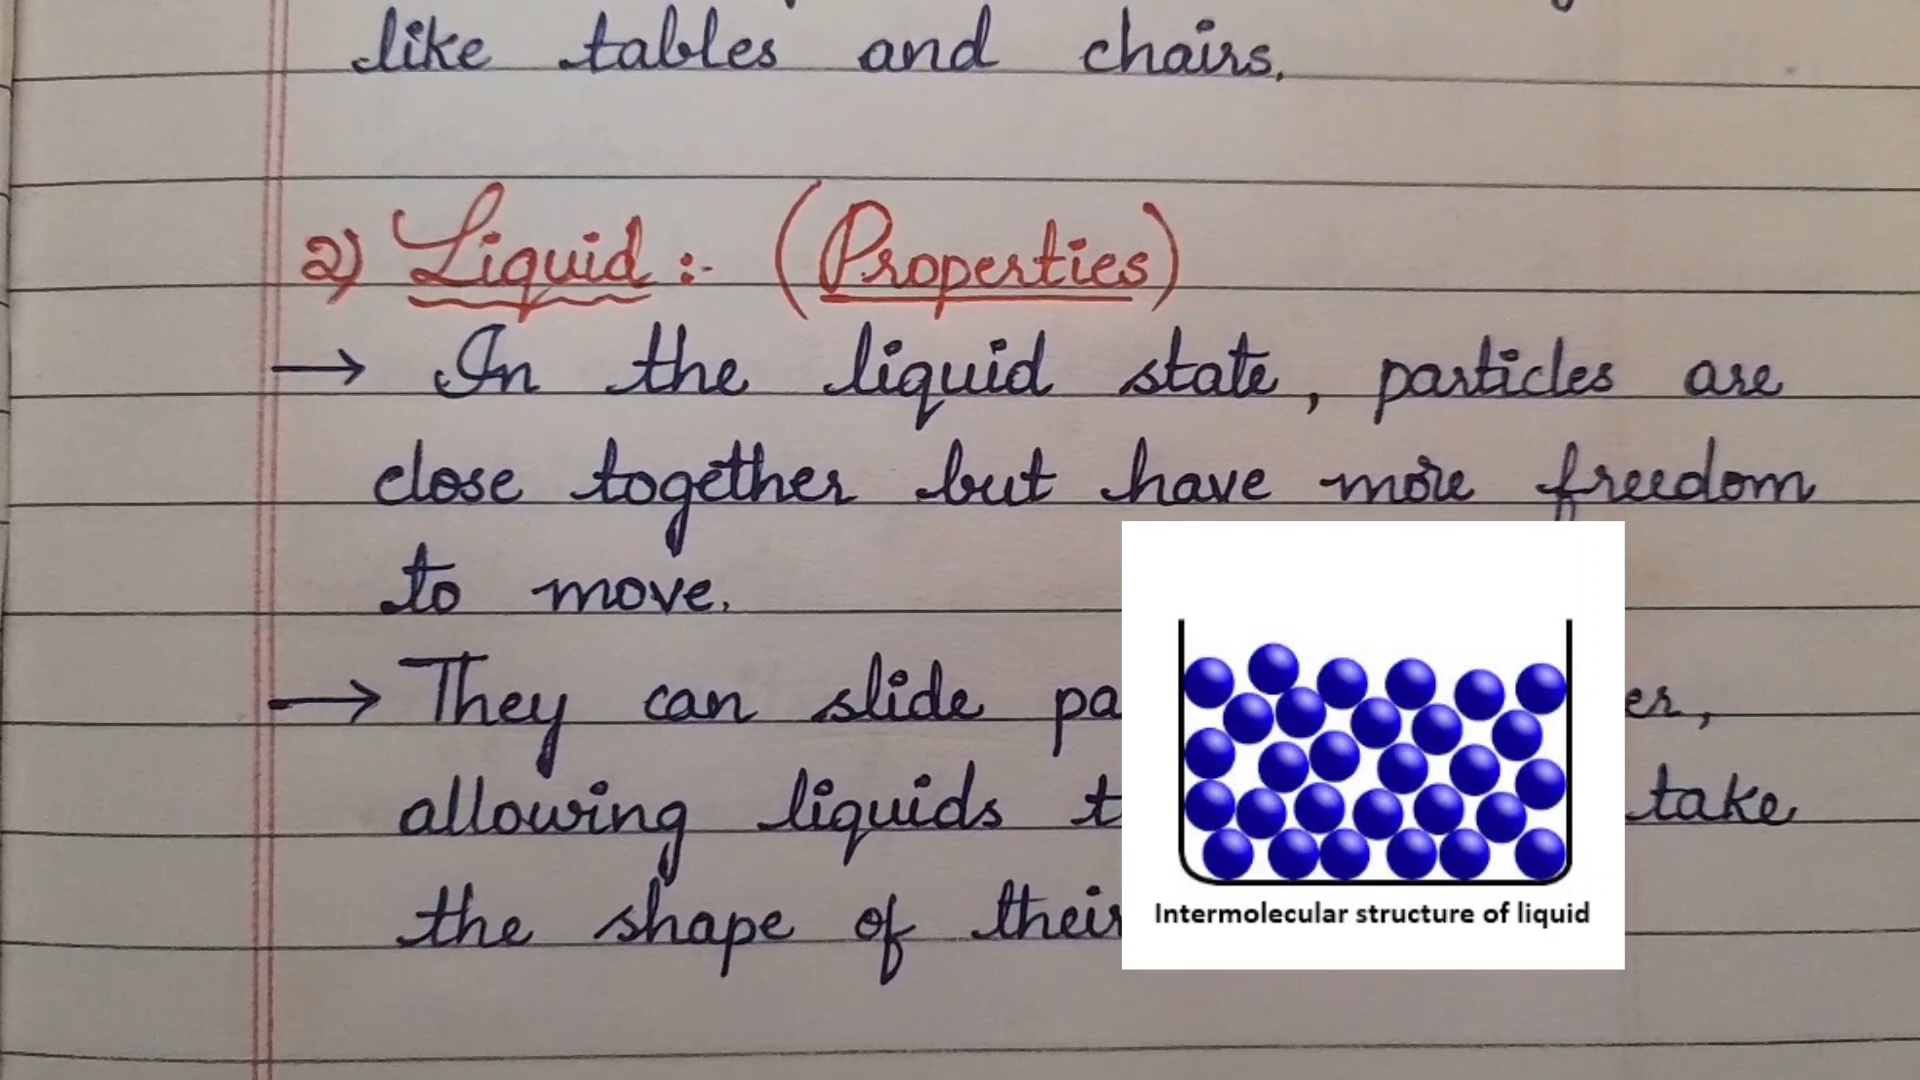 like tables and chairs.
2) Liquid :- (Properties)
→ In the liquid state, particles are
close together but have more freedom
to move.
→ They can slide pa er,
allowing liquids t take
the shape of their
Intermolecular structure of liquid